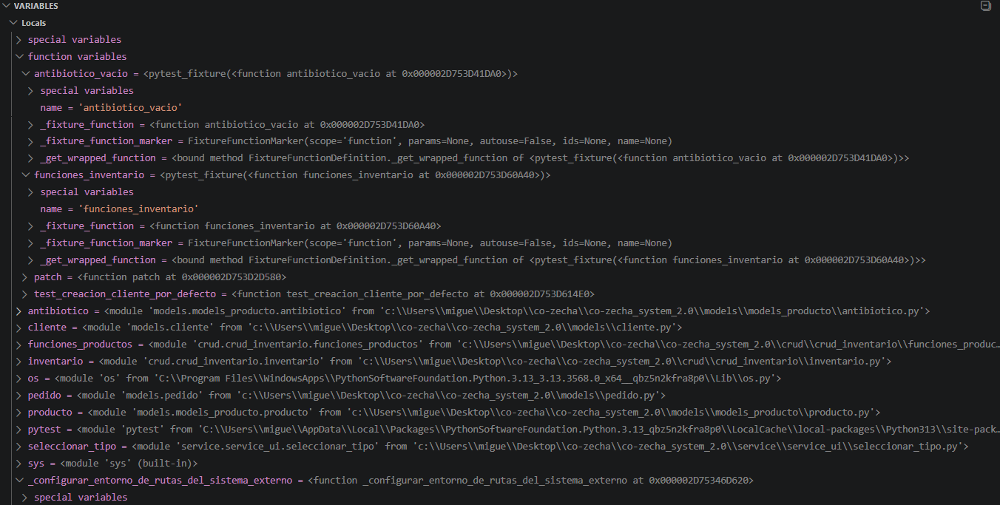 VARIABLES
Locals
special variables
function variables
antibiotico_vacio = <pytest_fixture(<function antibiotico_vacio at 0x000002D753D41DA0>)>
special variables
name = 'antibiotico_vacio'
_fixture_function = <function antibiotico_vacio at 0x000002D753D41DA0>
_fixture_function_marker = FixtureFunctionMarker(scope='function', params=None, autouse=False, ids=None, name=None)
_get_wrapped_function = <bound method FixtureFunctionDefinition._get_wrapped_function of <pytest_fixture(<function antibiotico_vacio at 0x000002D753D41DA0>)>>
funciones_inventario = <pytest_fixture(<function funciones_inventario at 0x000002D753D60A40>)>
special variables
name = 'funciones_inventario'
_fixture_function = <function funciones_inventario at 0x000002D753D60A40>
_fixture_function_marker = FixtureFunctionMarker(scope='function', params=None, autouse=False, ids=None, name=None)
_get_wrapped_function = <bound method FixtureFunctionDefinition._get_wrapped_function of <pytest_fixture(<function funciones_inventario at 0x000002D753D60A40>)>>
patch = <function patch at 0x000002D753D2D580>
test_creacion_cliente_por_defecto = <function test_creacion_cliente_por_defecto at 0x000002D753D614E0>
antibiotico = <module 'models.models_producto.antibiotico' from 'c:\\Users\\migue\\Desktop\\co-zecha\\co-zecha_system_2.0\\models\\models_producto\\antibiotico.py'>
cliente = <module 'models.cliente' from 'c:\\Users\\migue\\Desktop\\co-zecha\\co-zecha_system_2.0\\models\\cliente.py'>
funciones_productos = <module 'crud.crud_inventario.funciones_productos' from 'c:\\Users\\migue\\Desktop\\co-zecha\\co-zecha_system_2.0\\crud\\crud_inventario\\funciones_produc…
inventario = <module 'crud.crud_inventario.inventario' from 'c:\\Users\\migue\\Desktop\\co-zecha\\co-zecha_system_2.0\\crud\\crud_inventario\\inventario.py'>
os = <module 'os' from 'C:\\Program Files\\WindowsApps\\PythonSoftwareFoundation.Python.3.13_3.13.3568.0_x64__qbz5n2kfra8p0\\Lib\\os.py'>
pedido = <module 'models.pedido' from 'c:\\Users\\migue\\Desktop\\co-zecha\\co-zecha_system_2.0\\models\\pedido.py'>
producto = <module 'models.models_producto.producto' from 'c:\\Users\\migue\\Desktop\\co-zecha\\co-zecha_system_2.0\\models\\models_producto\\producto.py'>
pytest = <module 'pytest' from 'C:\\Users\\migue\\AppData\\Local\\Packages\\PythonSoftwareFoundation.Python.3.13_qbz5n2kfra8p0\\LocalCache\\local-packages\\Python313\\site-pack…
seleccionar_tipo = <module 'service.service_ui.seleccionar_tipo' from 'c:\\Users\\migue\\Desktop\\co-zecha\\co-zecha_system_2.0\\service\\service_ui\\seleccionar_tipo.py'>
sys = <module 'sys' (built-in)>
_configurar_entorno_de_rutas_del_sistema_externo = <function _configurar_entorno_de_rutas_del_sistema_externo at 0x000002D75346D620>
special variables